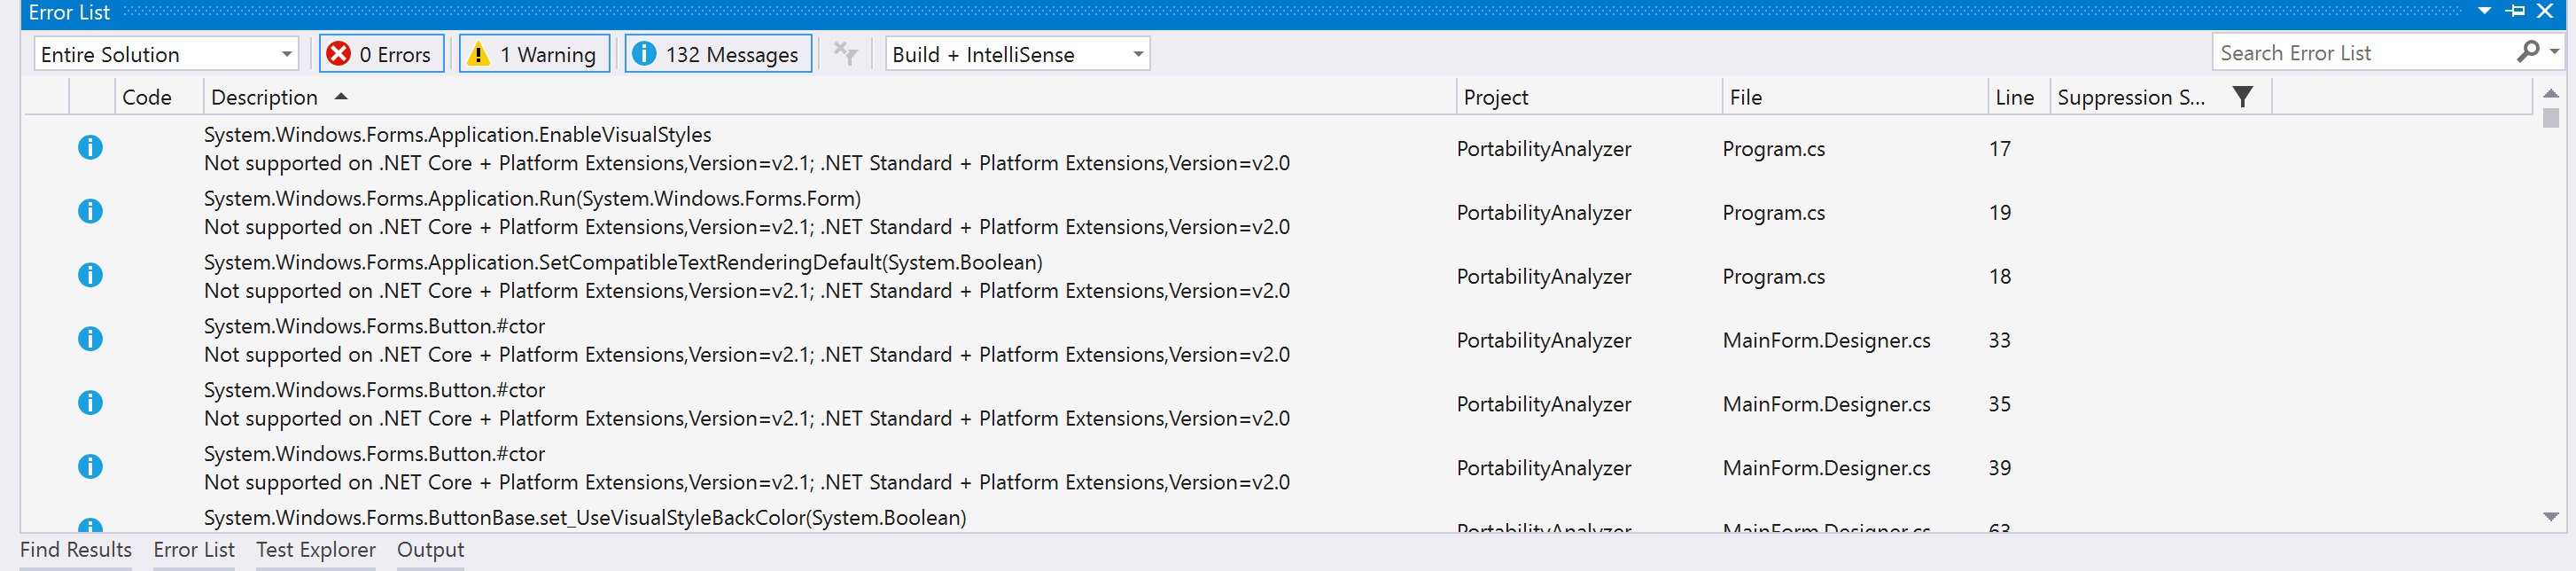 Error List
Entire Solution
0 Errors
1 Warning
132 Messages
Build + IntelliSense
Search Error List
Code Description Project File Line Suppression S...
System.Windows.Forms.Application.EnableVisualStyles
Not supported on .NET Core + Platform Extensions,Version=v2.1; .NET Standard + Platform Extensions,Version=v2.0
PortabilityAnalyzer Program.cs 17
System.Windows.Forms.Application.Run(System.Windows.Forms.Form)
Not supported on .NET Core + Platform Extensions,Version=v2.1; .NET Standard + Platform Extensions,Version=v2.0
PortabilityAnalyzer Program.cs 19
System.Windows.Forms.Application.SetCompatibleTextRenderingDefault(System.Boolean)
Not supported on .NET Core + Platform Extensions,Version=v2.1; .NET Standard + Platform Extensions,Version=v2.0
PortabilityAnalyzer Program.cs 18
System.Windows.Forms.Button.#ctor
Not supported on .NET Core + Platform Extensions,Version=v2.1; .NET Standard + Platform Extensions,Version=v2.0
PortabilityAnalyzer MainForm.Designer.cs 33
System.Windows.Forms.Button.#ctor
Not supported on .NET Core + Platform Extensions,Version=v2.1; .NET Standard + Platform Extensions,Version=v2.0
PortabilityAnalyzer MainForm.Designer.cs 35
System.Windows.Forms.Button.#ctor
Not supported on .NET Core + Platform Extensions,Version=v2.1; .NET Standard + Platform Extensions,Version=v2.0
PortabilityAnalyzer MainForm.Designer.cs 39
System.Windows.Forms.ButtonBase.set_UseVisualStyleBackColor(System.Boolean)
PortabilityAnalyzer MainForm.Designer.cs 63
Find Results Error List Test Explorer Output